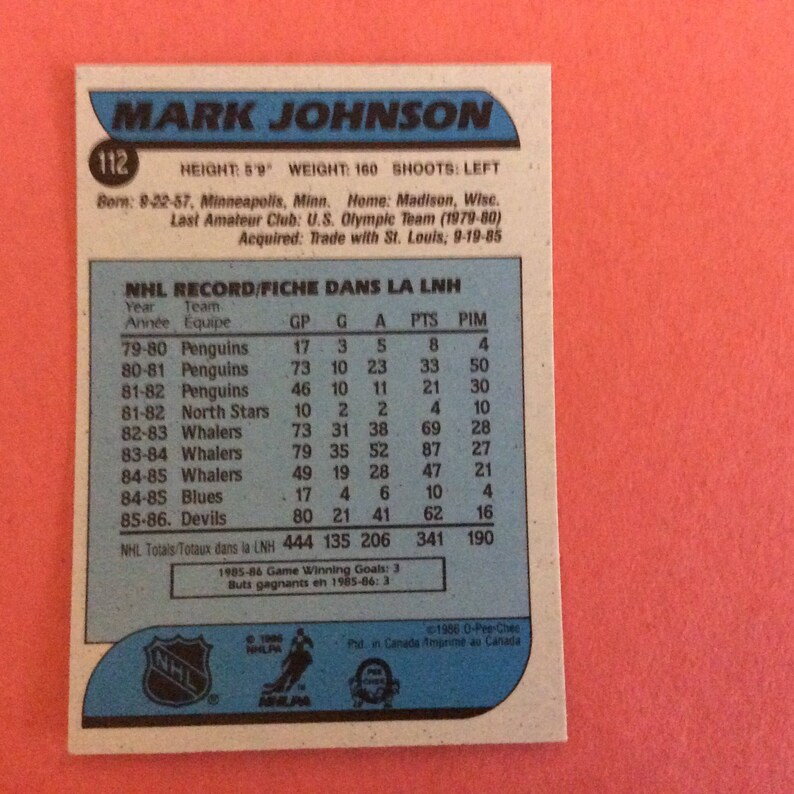 MARK JOHNSON
112
HEIGHT: 5'9" WEIGHT: 160 SHOOTS: LEFT
Born: 9-22-57, Minneapolis, Minn. Home: Madison, Wisc.
Last Amateur Club: U.S. Olympic Team (1979-80)
Acquired: Trade with St. Louis, 9-19-85
NHL RECORD/FICHE DANS LA LNH
Year Team
Année Équipe GP G A PTS PIM
79-80 Penguins 17 3 5 8 4
80-81 Penguins 73 10 23 33 50
81-82 Penguins 46 10 11 21 30
81-82 North Stars 10 2 2 4 10
82-83 Whalers 73 31 38 69 28
83-84 Whalers 79 35 52 87 27
84-85 Whalers 49 19 28 47 21
84-85 Blues 17 4 6 10 4
85-86. Devils 80 21 41 62 16
NHL Totals/Totaux dans la LNH 444 135 206 341 190
1985-86 Game Winning Goals: 3
Buts gagnants en 1985-86: 3
©1986 O-Pee-Chee
Ptd. in Canada/Imprimé au Canada
© 1986
NHLPA
NHL ®
NHLPA
O PEE CHEE